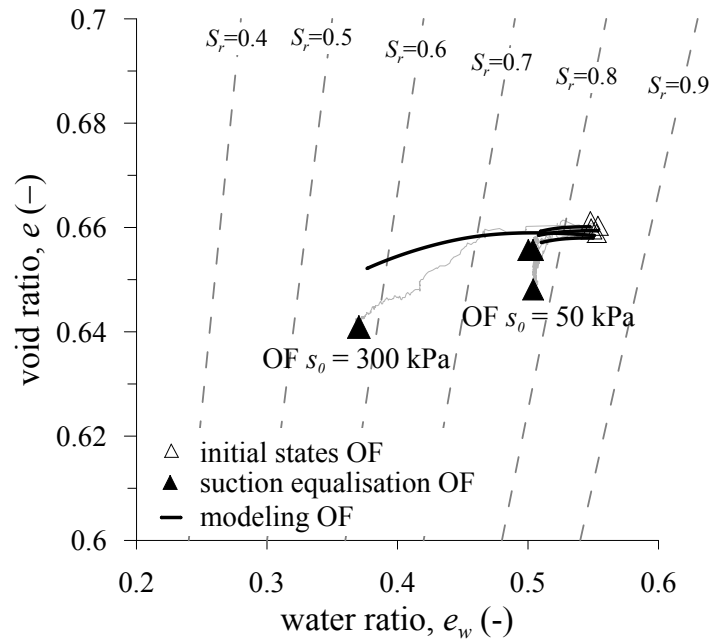 0.7
S_r=0.4
S_r=0.5
S_r=0.6
S_r=0.7
S_r=0.8
S_r=0.9
0.68
0.66
0.64
0.62
0.6
void ratio, e (−)
OF s_0 = 50 kPa
OF s_0 = 300 kPa
initial states OF
suction equalisation OF
modeling OF
0.2
0.3
0.4
0.5
0.6
water ratio, e_w (-)